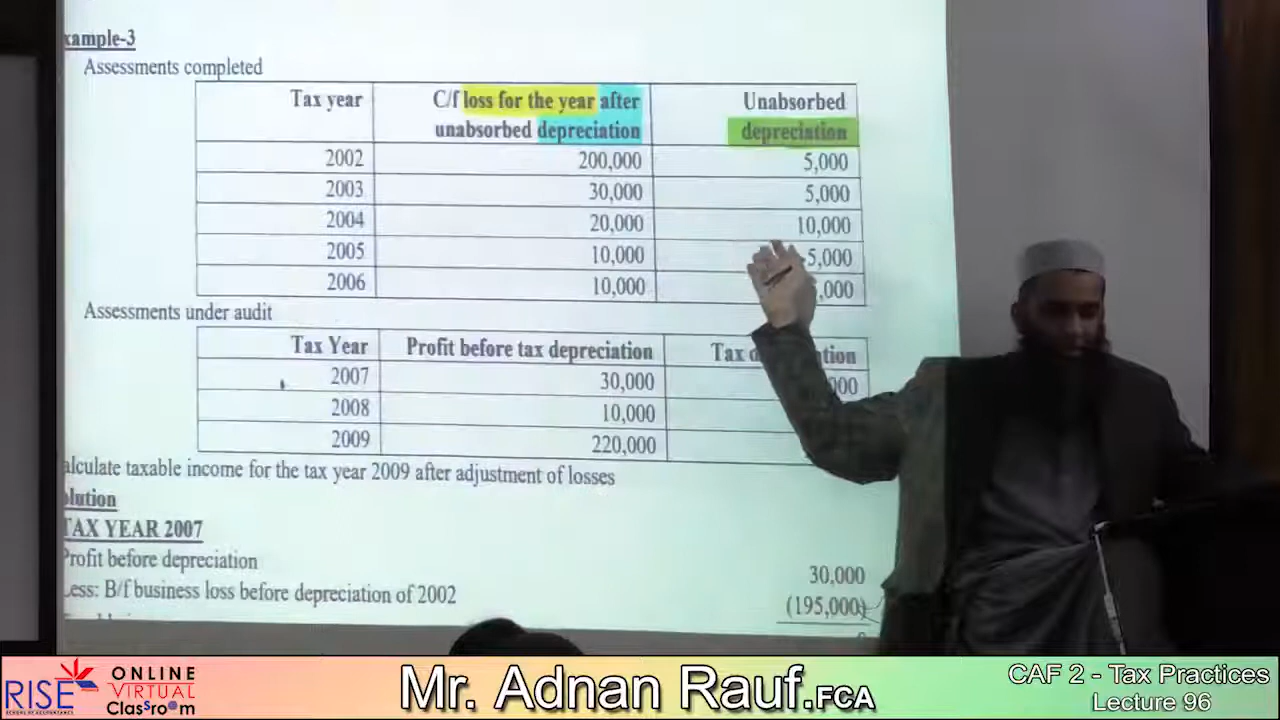 xample-3
Assessments completed
Tax year C/f loss for the year after unabsorbed depreciation Unabsorbed depreciation
2002 200,000 5,000
2003 30,000 5,000
2004 20,000 10,000
2005 10,000 5,000
2006 10,000 ,000
Assessments under audit
Tax Year Profit before tax depreciation Tax d tion
2007 30,000 000
2008 10,000
2009 220,000
alculate taxable income for the tax year 2009 after adjustment of losses
olution
TAX YEAR 2007
Profit before depreciation 30,000
Less: B/f business loss before depreciation of 2002 (195,000)
RISE ONLINE VIRTUAL ClassrOOm
Mr. Adnan Rauf.FCA
CAF 2 - Tax Practices
Lecture 96